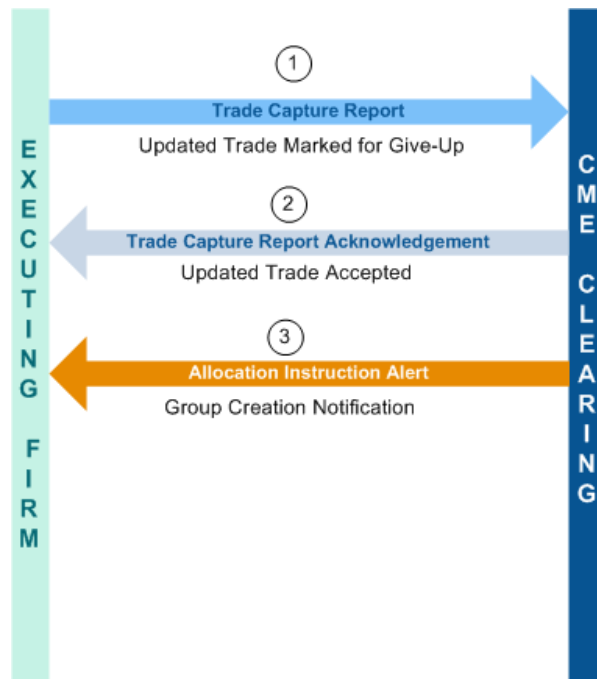 EXECUTING FIRM
1
Trade Capture Report
Updated Trade Marked for Give-Up
2
Trade Capture Report Acknowledgement
Updated Trade Accepted
3
Allocation Instruction Alert
Group Creation Notification
CME CLEARING